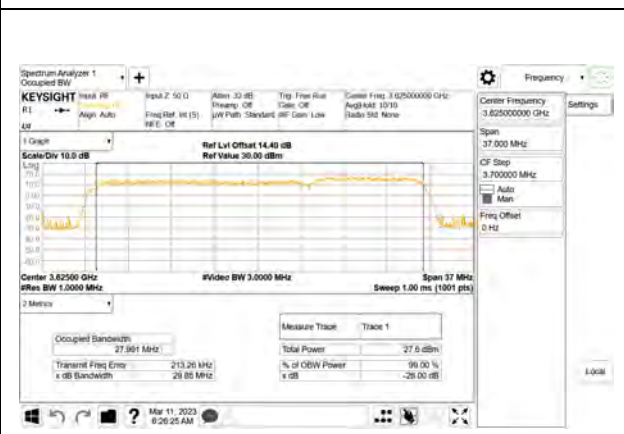 Spectrum Analyzer 1
Occupied BW
+
Frequency
KEYSIGHT Input: RF
Input Z: 50 Ω
Atten: 32 dB
Trig: Free Run
Center Freq: 3.625000000 GHz
Align: Auto
Freq Ref: Int (S)
NFE: Off
Preamp: Off
µW Path: Standard
Gate: Off
#IF Gain: Low
Avg|Hold: 10/10
Radio Std: None
Center Frequency
3.625000000 GHz
Settings
Span
37.000 MHz
CF Step
3.700000 MHz
Auto
Man
Freq Offset
0 Hz
1 Graph
Scale/Div 10.0 dB
Ref Lvl Offset 14.40 dB
Ref Value 30.00 dBm
Log
Center 3.62500 GHz
#Video BW 3.0000 MHz
Span 37 MHz
#Res BW 1.0000 MHz
Sweep 1.00 ms (1001 pts)
2 Metrics
Measure Trace
Trace 1
Occupied Bandwidth
27.991 MHz
Total Power
27.6 dBm
Transmit Freq Error
213.26 kHz
% of OBW Power
99.00 %
x dB Bandwidth
29.85 MHz
x dB
-26.00 dB
Local
?
Mar 11, 2023
6:26:25 AM